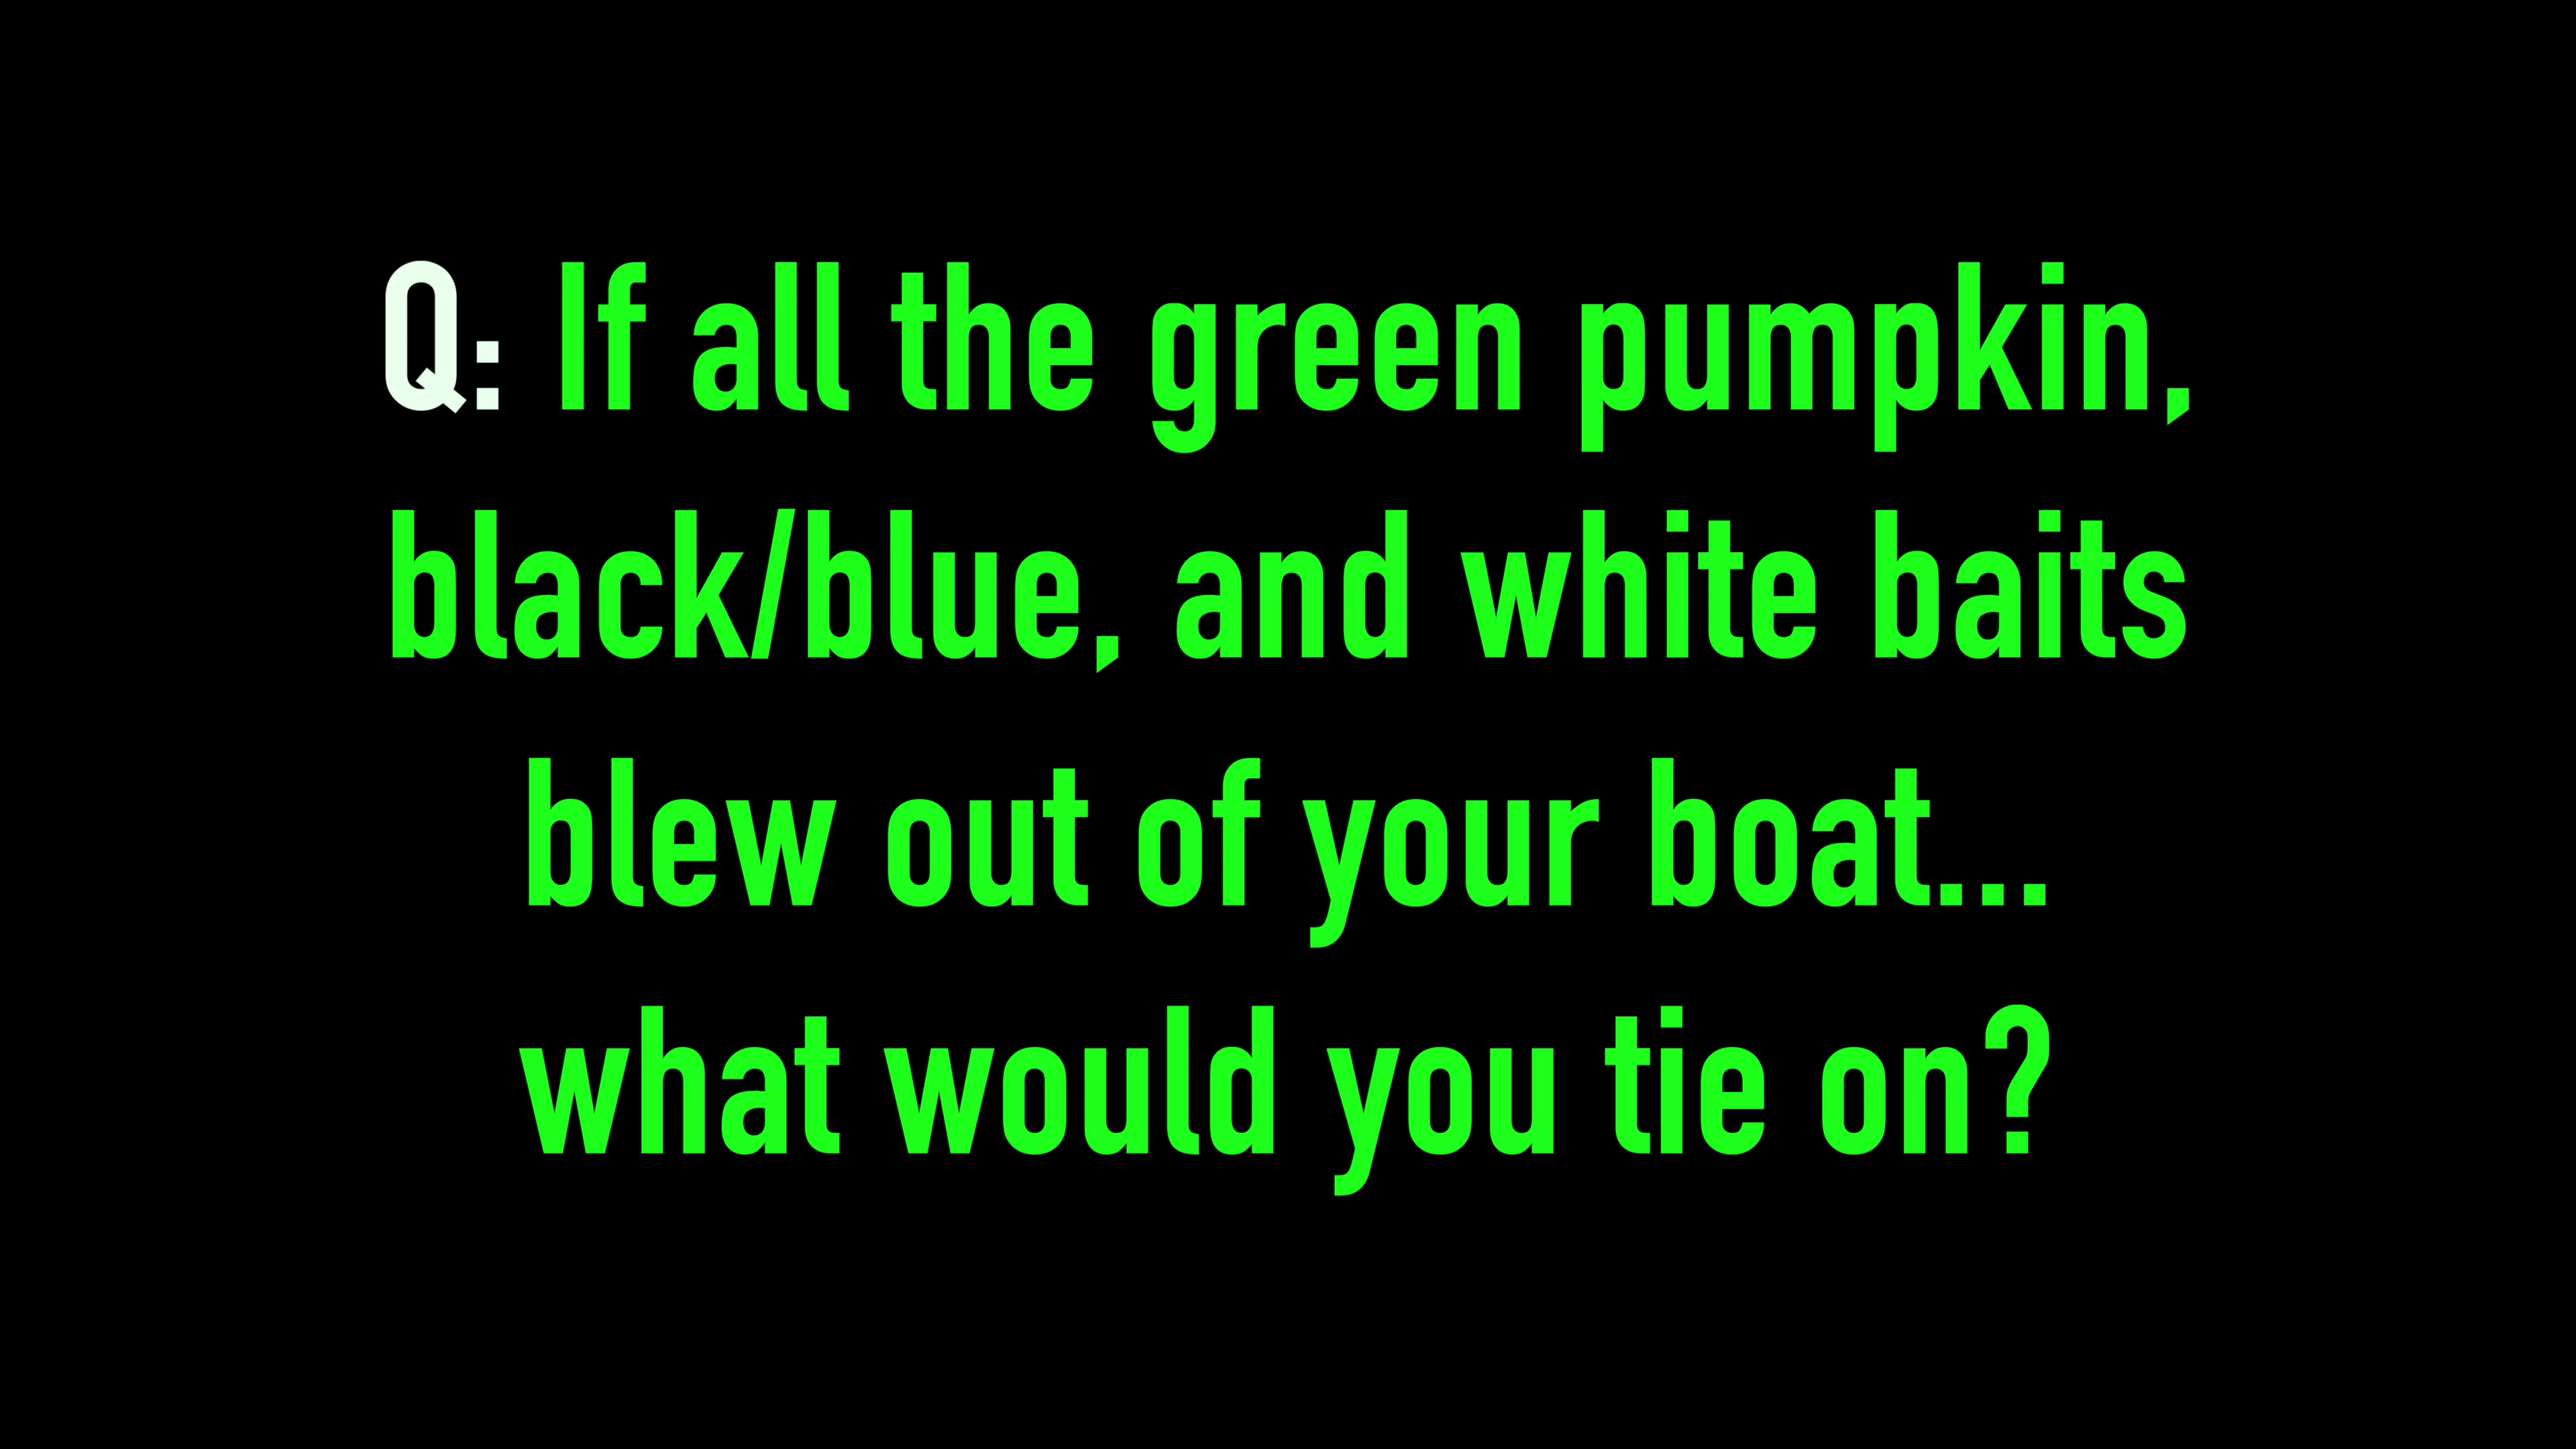 Q: If all the green pumpkin,
black/blue, and white baits
blew out of your boat...
what would you tie on?